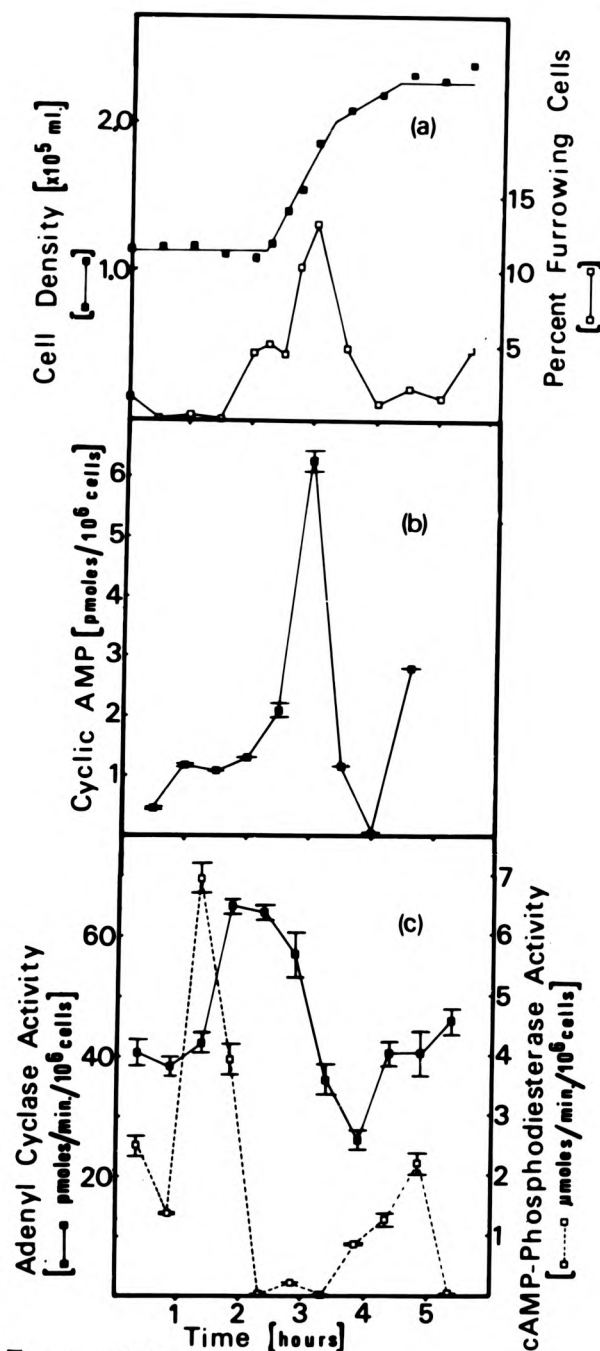 Cell Density [x10⁵ ml.]
2.0
1.0
(a)
15
10
5
Percent Furrowing Cells
Cyclic AMP [pmoles/10⁶ cells]
6
5
4
3
2
1
(b)
Adenyl Cyclase Activity
[pmoles/min./10⁶ cells]
60
40
20
(c)
7
6
5
4
3
2
1
cAMP-Phosphodiesterase Activity
[µmoles/min./10⁶ cells]
1 2 3 4 5
Time [hours]